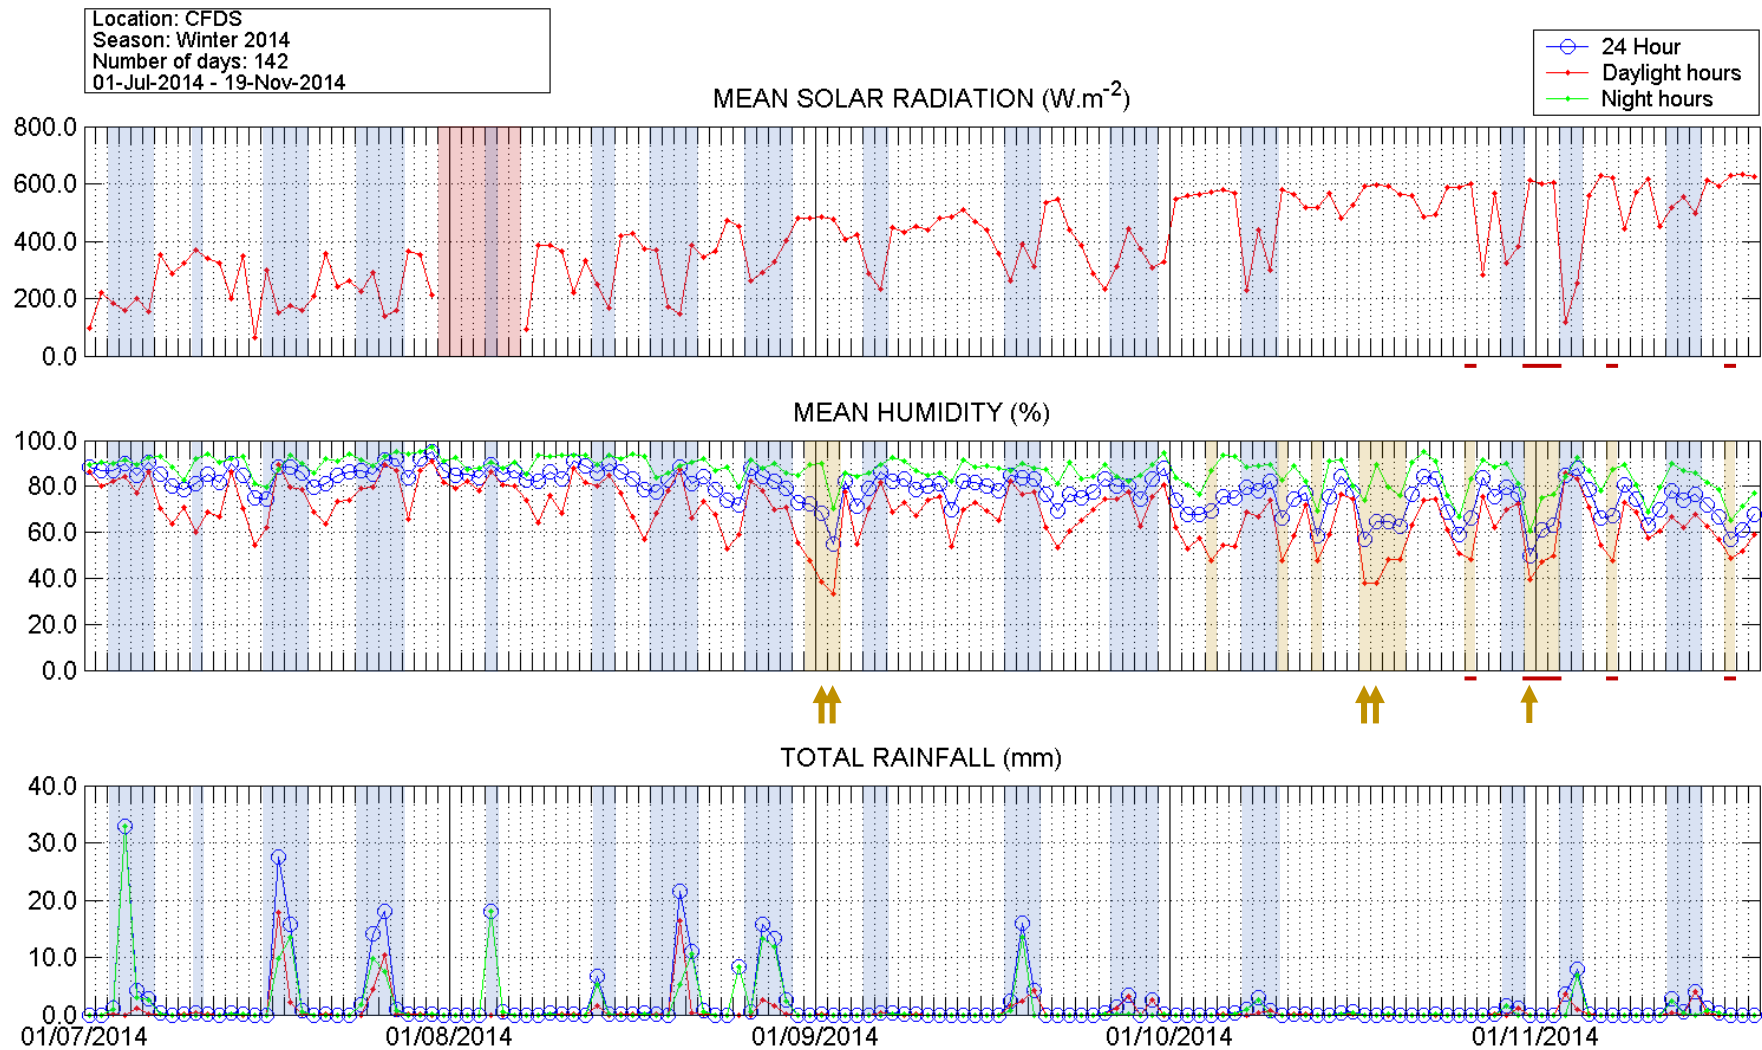 Location: CFDS
Season: Winter 2014
Number of days: 142
01-Jul-2014 - 19-Nov-2014
24 Hour
Daylight hours
Night hours
MEAN SOLAR RADIATION (W.m-2)
800.0
600.0
400.0
200.0
0.0
MEAN HUMIDITY (%)
100.0
80.0
60.0
40.0
20.0
0.0
TOTAL RAINFALL (mm)
40.0
30.0
20.0
10.0
0.0
01/07/2014 01/08/2014 01/09/2014 01/10/2014 01/11/2014